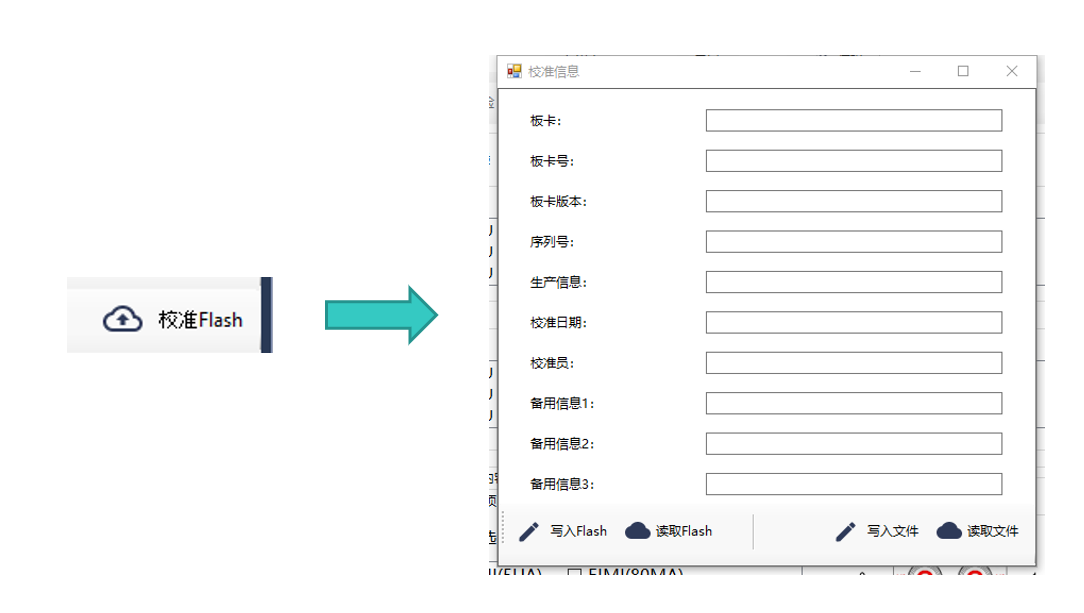 校准Flash
校准信息
板卡:
板卡号:
板卡版本:
序列号:
生产信息:
校准日期:
校准员:
备用信息1:
备用信息2:
备用信息3:
写入Flash 读取Flash 写入文件 读取文件
EIMI(80MA)